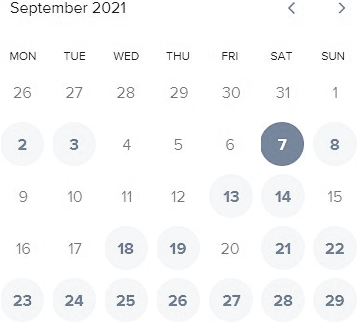 September 2021
MON TUE WED THU FRI SAT SUN
26 27 28 29 30 31 1
2 3 4 5 6 7 8
9 10 11 12 13 14 15
16 17 18 19 20 21 22
23 24 25 26 27 28 29